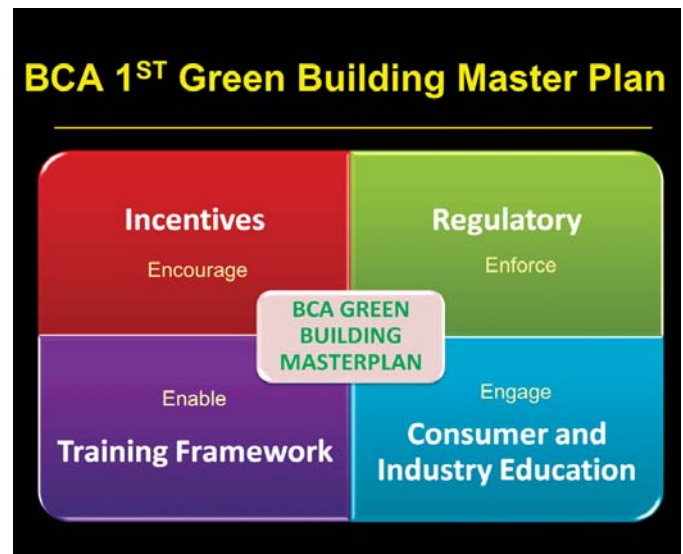 BCA 1ST Green Building Master Plan
Incentives
Encourage
Regulatory
Enforce
BCA GREEN
BUILDING
MASTERPLAN
Enable
Training Framework
Engage
Consumer and
Industry Education